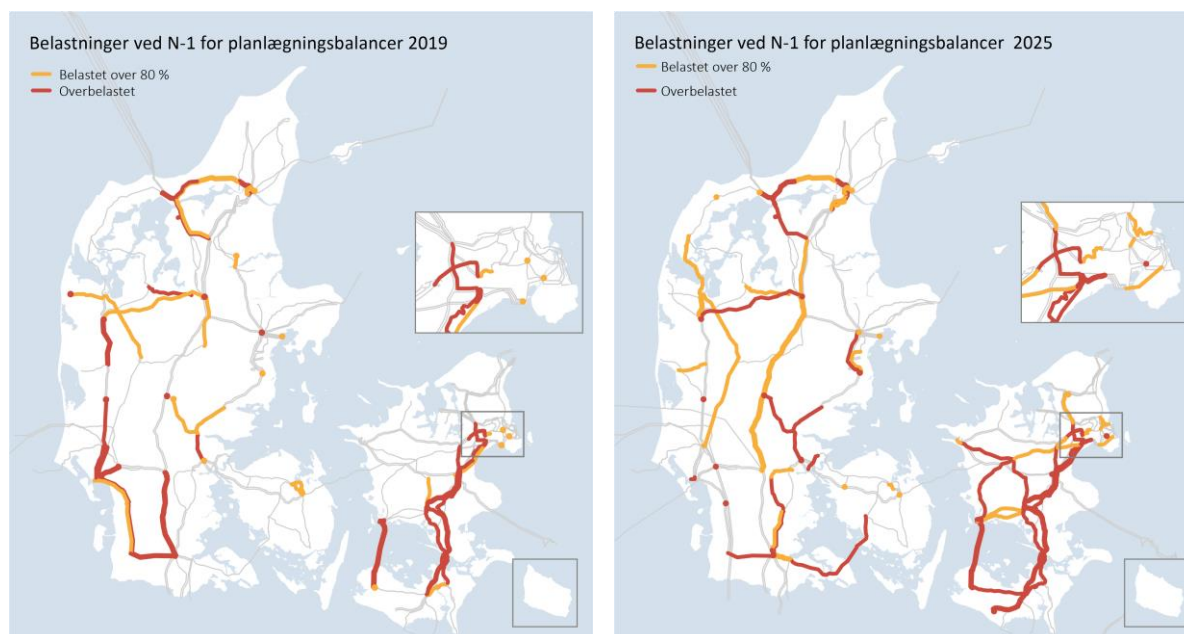 Belastninger ved N-1 for planlægningsbalancer 2019
Belastet over 80 %
Overbelastet
Belastninger ved N-1 for planlægningsbalancer 2025
Belastet over 80 %
Overbelastet